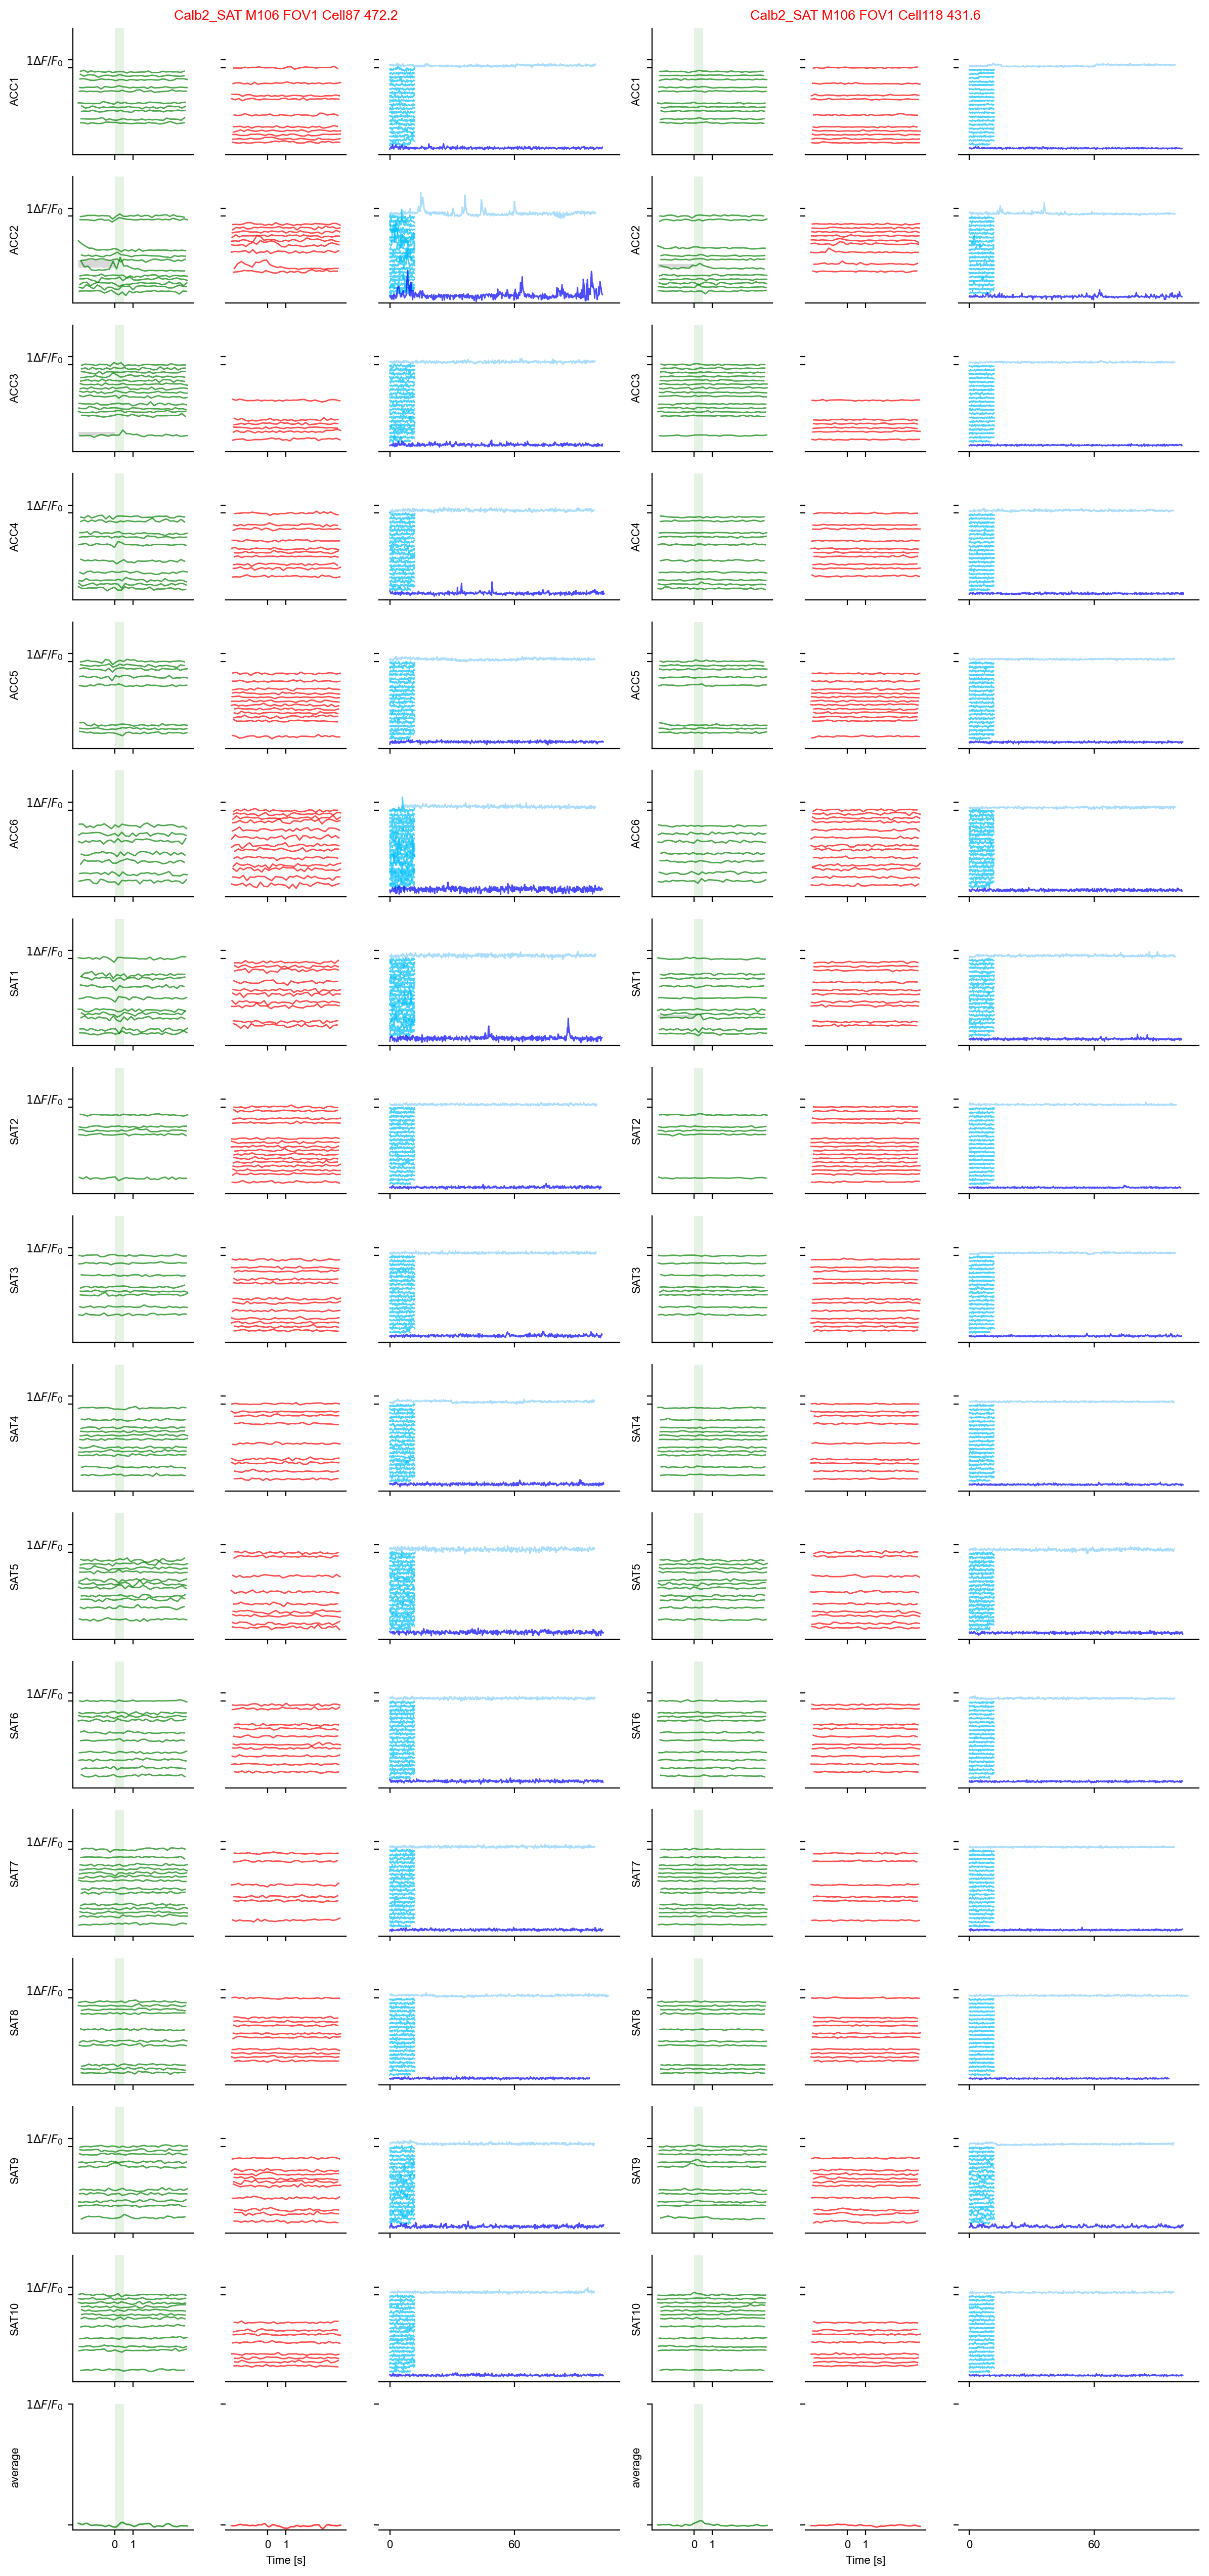 Calb2_SAT M106 FOV1 Cell87 472.2 Calb2_SAT M106 FOV1 Cell118 431.6
1ΔF/F₀
ACC1 ACC1
1ΔF/F₀
ACC2 ACC2
1ΔF/F₀
ACC3 ACC3
1ΔF/F₀
ACC4 ACC4
1ΔF/F₀
ACC5 ACC5
1ΔF/F₀
ACC6 ACC6
1ΔF/F₀
SAT1 SAT1
1ΔF/F₀
SAT2 SAT2
1ΔF/F₀
SAT3 SAT3
1ΔF/F₀
SAT4 SAT4
1ΔF/F₀
SAT5 SAT5
1ΔF/F₀
SAT6 SAT6
1ΔF/F₀
SAT7 SAT7
1ΔF/F₀
SAT8 SAT8
1ΔF/F₀
SAT9 SAT9
1ΔF/F₀
SAT10 SAT10
1ΔF/F₀
average average
0 1 0 1 0 60 0 1 0 1 0 60
Time [s] Time [s]